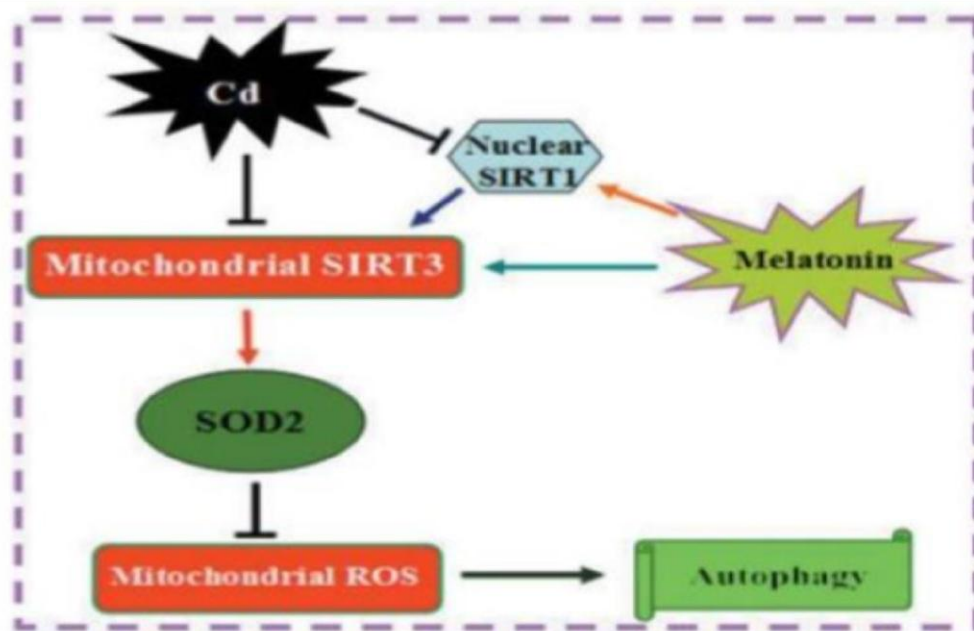 Cd
Nuclear
SIRT1
Mitochondrial SIRT3
Melatonin
SOD2
Mitochondrial ROS
Autophagy